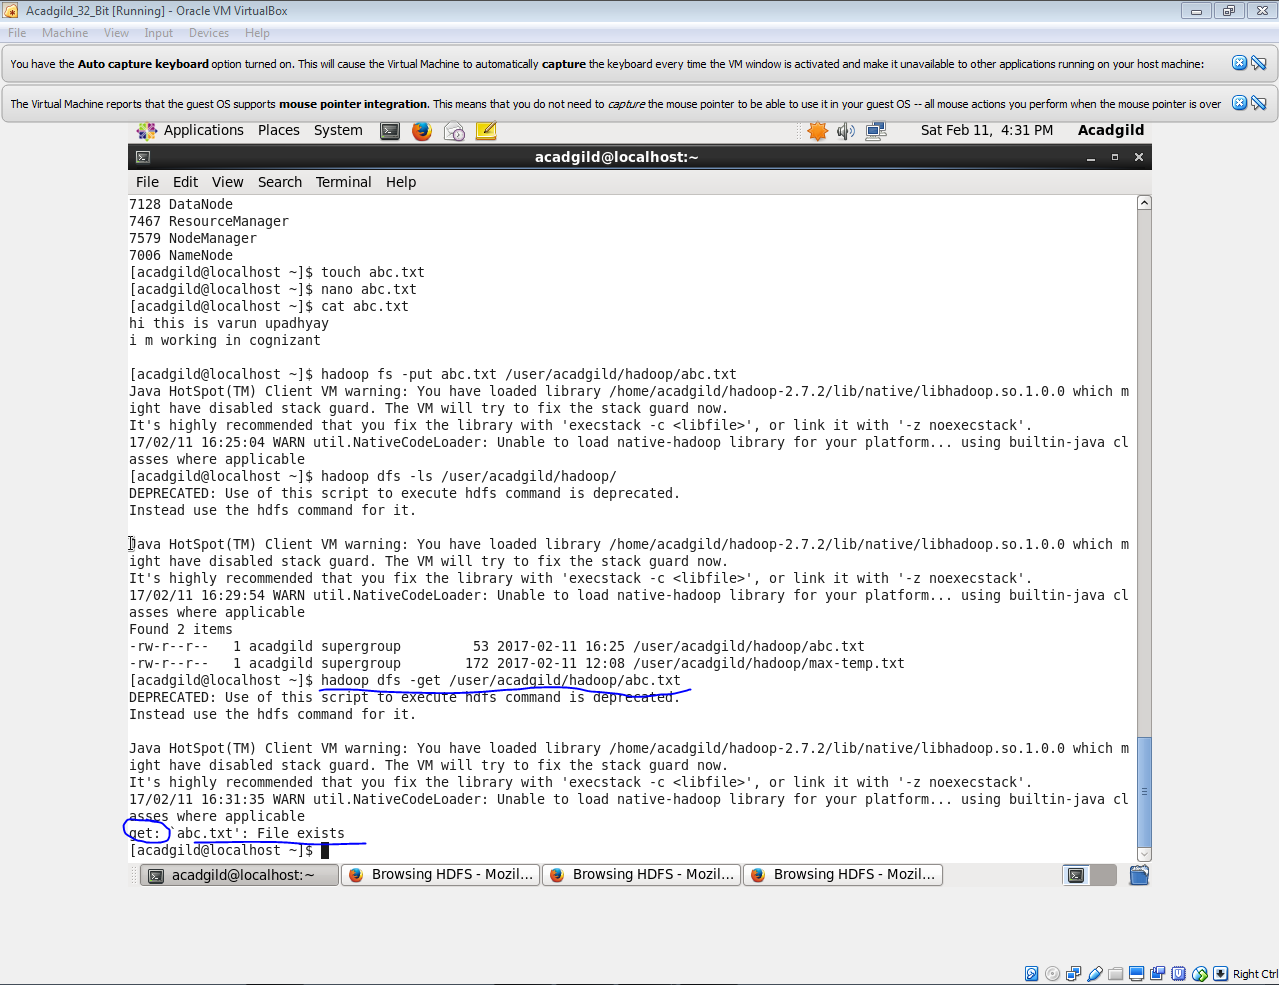 Acadgild_32_Bit [Running] - Oracle VM VirtualBox
File Machine View Input Devices Help
You have the Auto capture keyboard option turned on. This will cause the Virtual Machine to automatically capture the keyboard every time the VM window is activated and make it unavailable to other applications running on your host machine:
The Virtual Machine reports that the guest OS supports mouse pointer integration. This means that you do not need to capture the mouse pointer to be able to use it in your guest OS -- all mouse actions you perform when the mouse pointer is over
Applications Places System Sat Feb 11, 4:31 PM Acadgild
acadgild@localhost:~
File Edit View Search Terminal Help
7128 DataNode
7467 ResourceManager
7579 NodeManager
7006 NameNode
[acadgild@localhost ~]$ touch abc.txt
[acadgild@localhost ~]$ nano abc.txt
[acadgild@localhost ~]$ cat abc.txt
hi this is varun upadhyay
i m working in cognizant
[acadgild@localhost ~]$ hadoop fs -put abc.txt /user/acadgild/hadoop/abc.txt
Java HotSpot(TM) Client VM warning: You have loaded library /home/acadgild/hadoop-2.7.2/lib/native/libhadoop.so.1.0.0 which m
ight have disabled stack guard. The VM will try to fix the stack guard now.
It's highly recommended that you fix the library with 'execstack -c <libfile>', or link it with '-z noexecstack'.
17/02/11 16:25:04 WARN util.NativeCodeLoader: Unable to load native-hadoop library for your platform... using builtin-java cl
asses where applicable
[acadgild@localhost ~]$ hadoop dfs -ls /user/acadgild/hadoop/
DEPRECATED: Use of this script to execute hdfs command is deprecated.
Instead use the hdfs command for it.
Java HotSpot(TM) Client VM warning: You have loaded library /home/acadgild/hadoop-2.7.2/lib/native/libhadoop.so.1.0.0 which m
ight have disabled stack guard. The VM will try to fix the stack guard now.
It's highly recommended that you fix the library with 'execstack -c <libfile>', or link it with '-z noexecstack'.
17/02/11 16:29:54 WARN util.NativeCodeLoader: Unable to load native-hadoop library for your platform... using builtin-java cl
asses where applicable
Found 2 items
-rw-r--r-- 1 acadgild supergroup 53 2017-02-11 16:25 /user/acadgild/hadoop/abc.txt
-rw-r--r-- 1 acadgild supergroup 172 2017-02-11 12:08 /user/acadgild/hadoop/max-temp.txt
[acadgild@localhost ~]$ hadoop dfs -get /user/acadgild/hadoop/abc.txt
DEPRECATED: Use of this script to execute hdfs command is deprecated.
Instead use the hdfs command for it.
Java HotSpot(TM) Client VM warning: You have loaded library /home/acadgild/hadoop-2.7.2/lib/native/libhadoop.so.1.0.0 which m
ight have disabled stack guard. The VM will try to fix the stack guard now.
It's highly recommended that you fix the library with 'execstack -c <libfile>', or link it with '-z noexecstack'.
17/02/11 16:31:35 WARN util.NativeCodeLoader: Unable to load native-hadoop library for your platform... using builtin-java cl
asses where applicable
get: `abc.txt': File exists
[acadgild@localhost ~]$
acadgild@localhost:~ Browsing HDFS - Mozil... Browsing HDFS - Mozil... Browsing HDFS - Mozil...
Right Ctrl